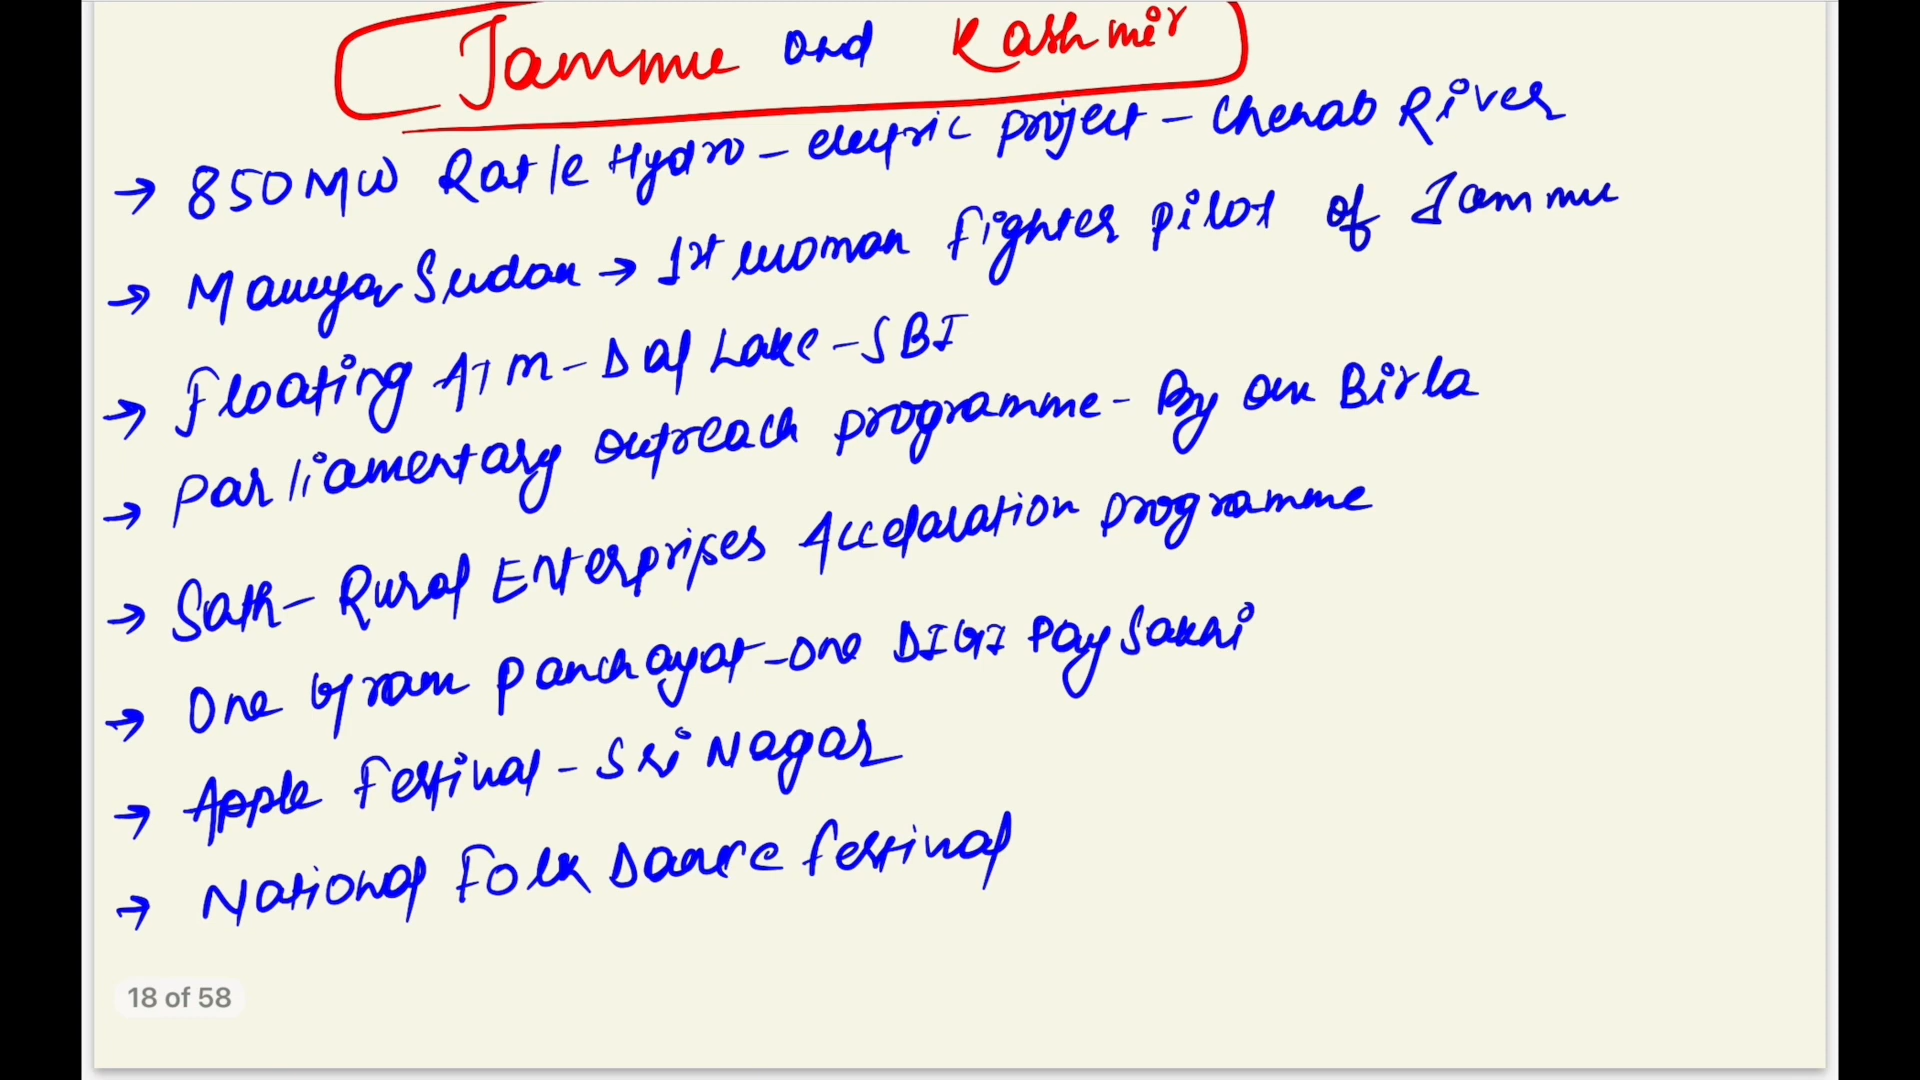 Jammu and Kashmir
→ 850MW Ratle Hydro-electric project - Chenab River
→ Mawya Sudan → 1st woman fighter pilot of Jammu
→ Floating ATM - Dal Lake - SBI
→ Parliamentary outreach programme - By Om Birla
→ Sath - Rural Enterprises Accelaration programme
→ One Gram Panchayat - one DIGI Pay Sakhi
→ Apple Festival - Sri Nagar
→ National Folk Dance festival
18 of 58